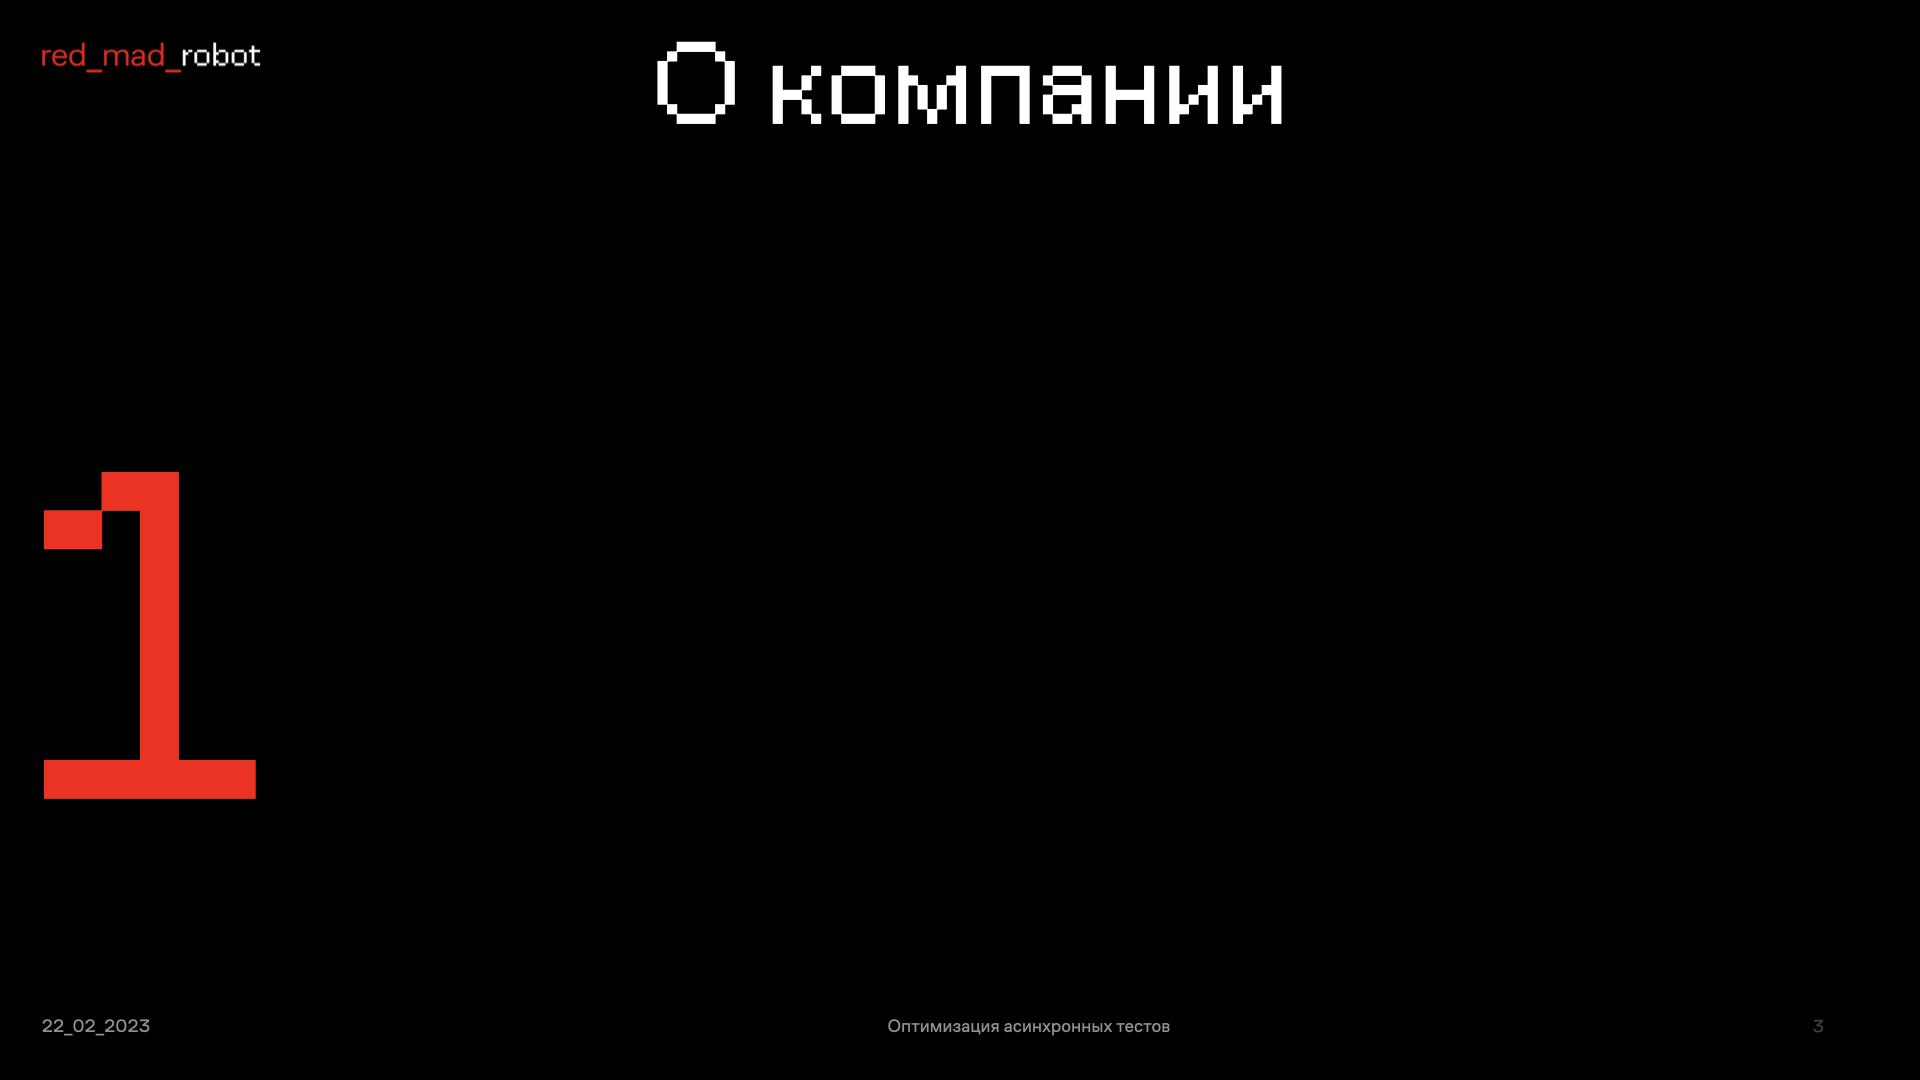 red_mad_robot
О компании
1
22_02_2023
Оптимизация асинхронных тестов
3